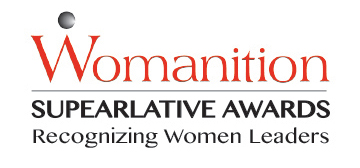 Womanition
SUPEARLATIVE AWARDS
Recognizing Women Leaders